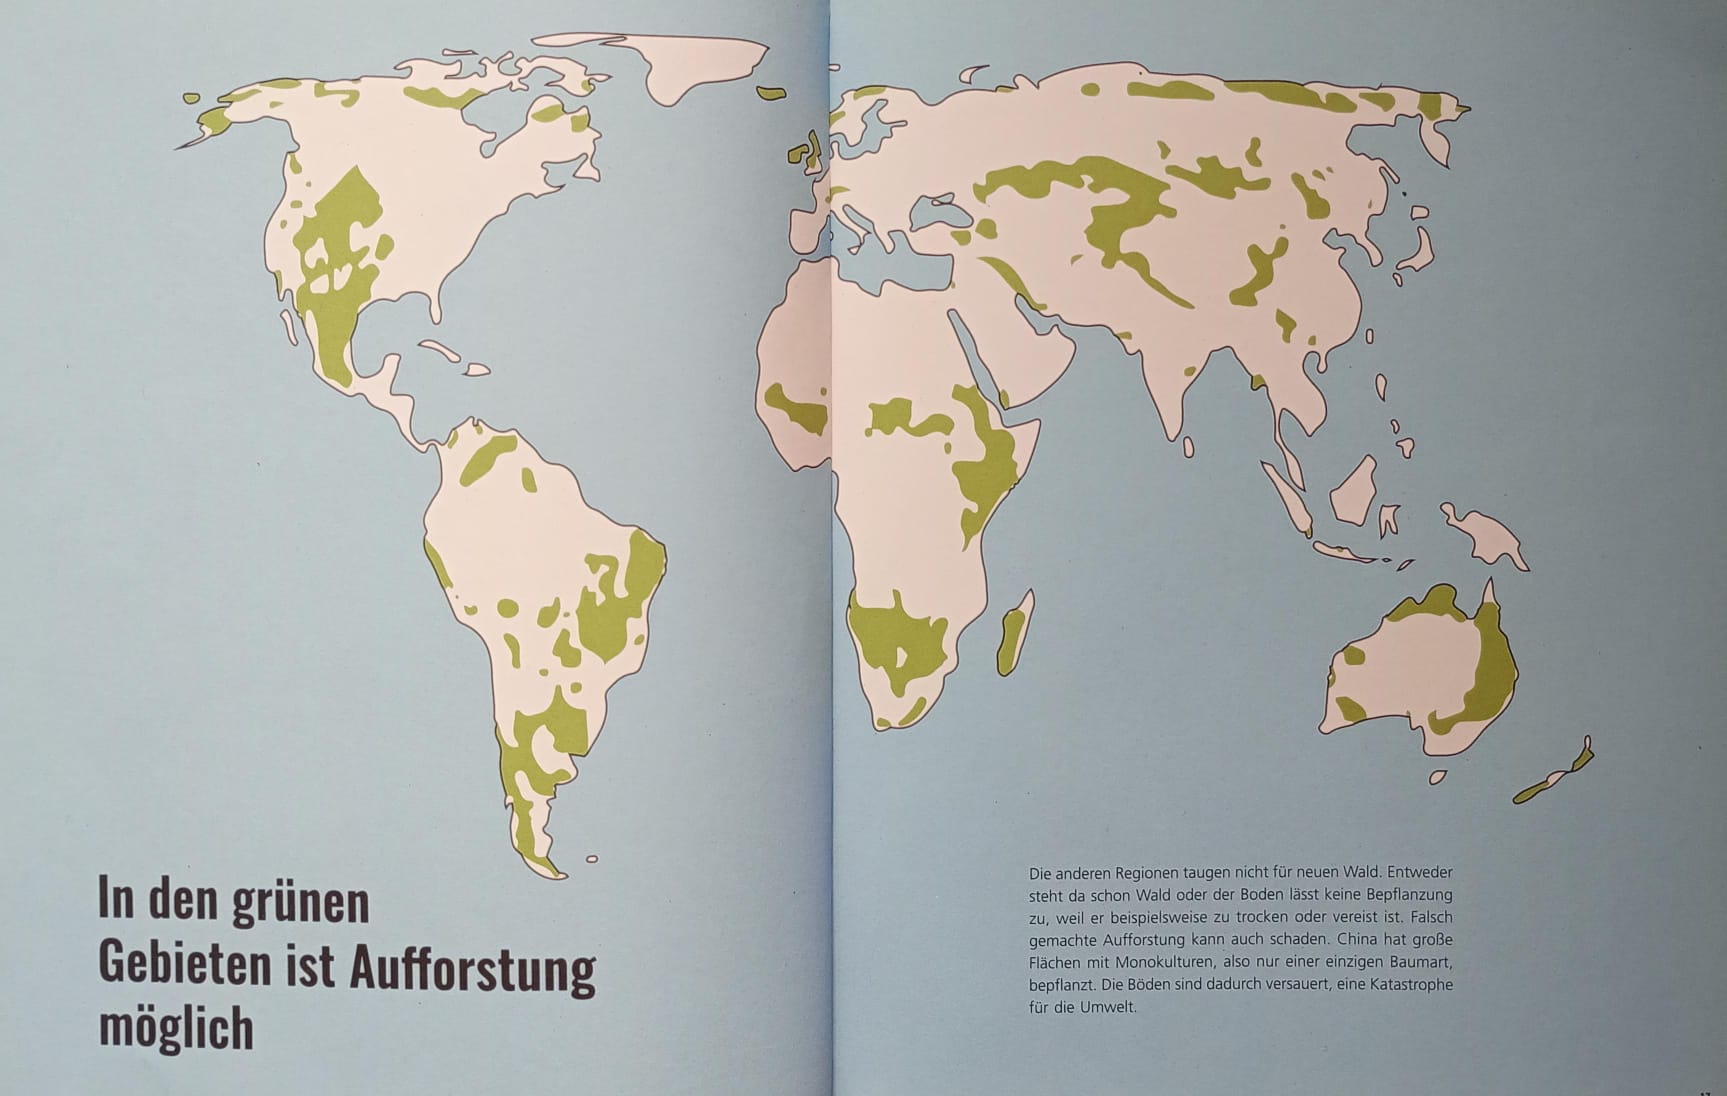 In den grünen
Gebieten ist Aufforstung
möglich
Die anderen Regionen taugen nicht für neuen Wald. Entweder
steht da schon Wald oder der Boden lässt keine Bepflanzung
zu, weil er beispielsweise zu trocken oder vereist ist. Falsch
gemachte Aufforstung kann auch schaden. China hat große
Flächen mit Monokulturen, also nur einer einzigen Baumart,
bepflanzt. Die Böden sind dadurch versauert, eine Katastrophe
für die Umwelt.